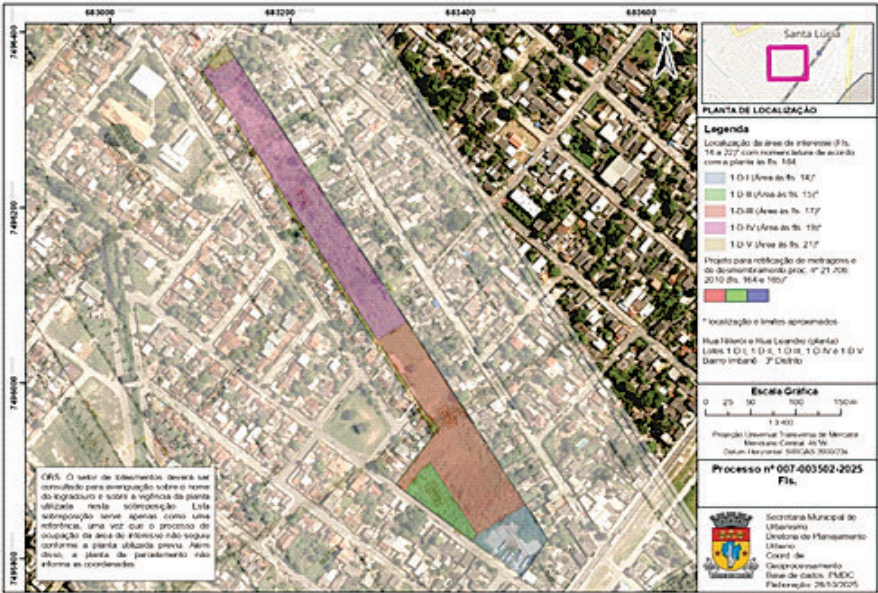 683000 683200 683400 683600
7496400
7496200
7496000
7495800
N
Santa Lúcia
PLANTA DE LOCALIZAÇÃO
Legenda
Localização da área de interesse (Fls.
14 a 22)* com nomenclatura de acordo
com a planta às fls. 164
1-D-I (Área às fls. 14)*
1-D-II (Área às fls. 15)*
1-D-III (Área às fls. 17)*
1-D-IV (Área às fls. 19)*
1-D-V (Área às fls. 21)*
Projeto para retificação de metragens e
de desmembramento proc. nº 21.706
2010 (fls. 164 e 165)*
* localização e limites aproximados
Rua Niterói e Rua Leandro (planta)
Lotes 1-D-I, 1-D-II, 1-D-III, 1-D-IV e 1-D-V
Bairro Imbariê - 3º Distrito
Escala Gráfica
0 25 50 100 150 m
1:3.400
Projeção Universal Transversa de Mercator
Meridiano Central: 45°W
Datum Horizontal: SIRGAS 2000/23s
Processo nº 007-003502-2025
Fls.
Secretaria Municipal de
Urbanismo
Diretoria de Planejamento
Urbano
Coord. de
Geoprocessamento
Base de dados: PMDC
Elaboração: 28/10/2025
OBS: O setor de loteamentos deverá ser
consultado para averiguação sobre o nome
do logradouro e sobre a vigência da planta
utilizada nesta sobreposição. Esta
sobreposição serve apenas como uma
referência, uma vez que o processo de
ocupação da área de interesse não seguiu
conforme a planta utilizada previu. Além
disso, a planta de parcelamento não
informa as coordenadas.